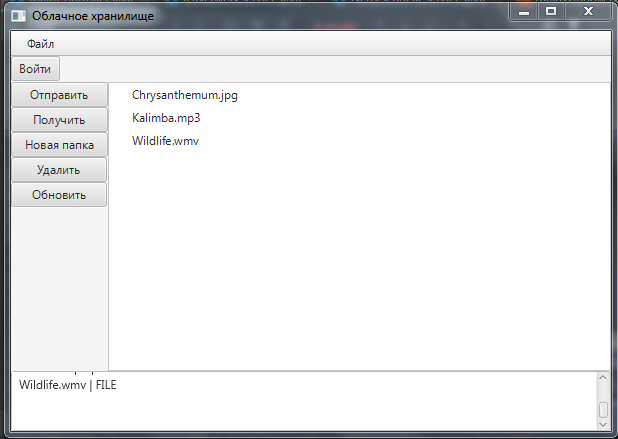 Облачное хранилище
Файл
Войти
Отправить
Получить
Новая папка
Удалить
Обновить
Chrysanthemum.jpg
Kalimba.mp3
Wildlife.wmv
Wildlife.wmv | FILE